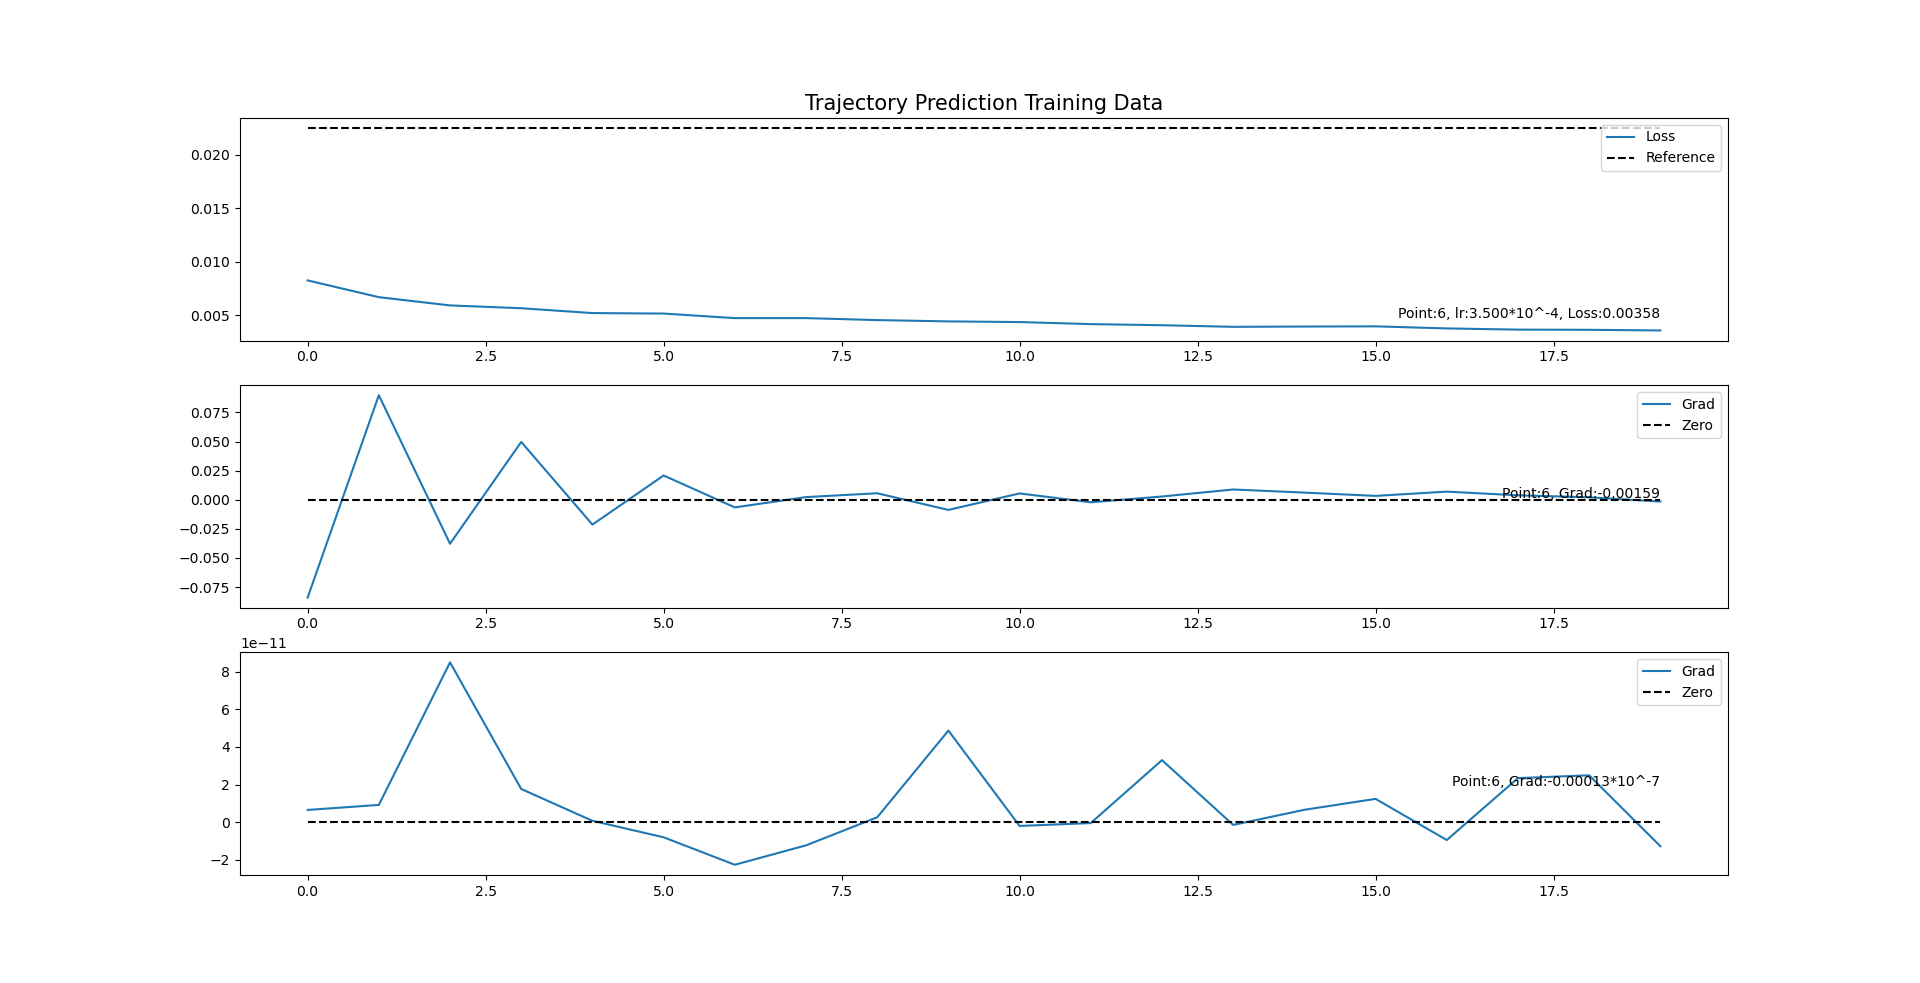 Trajectory Prediction Training Data
0.020
0.015
0.010
0.005
Loss
Reference
Point:6, lr:3.500*10^-4, Loss:0.00358
0.0 2.5 5.0 7.5 10.0 12.5 15.0 17.5
0.075
0.050
0.025
0.000
−0.025
−0.050
−0.075
Grad
Zero
Point:6, Grad:-0.00159
0.0 2.5 5.0 7.5 10.0 12.5 15.0 17.5
1e−11
8
6
4
2
0
−2
Grad
Zero
Point:6, Grad:-0.00013*10^-7
0.0 2.5 5.0 7.5 10.0 12.5 15.0 17.5